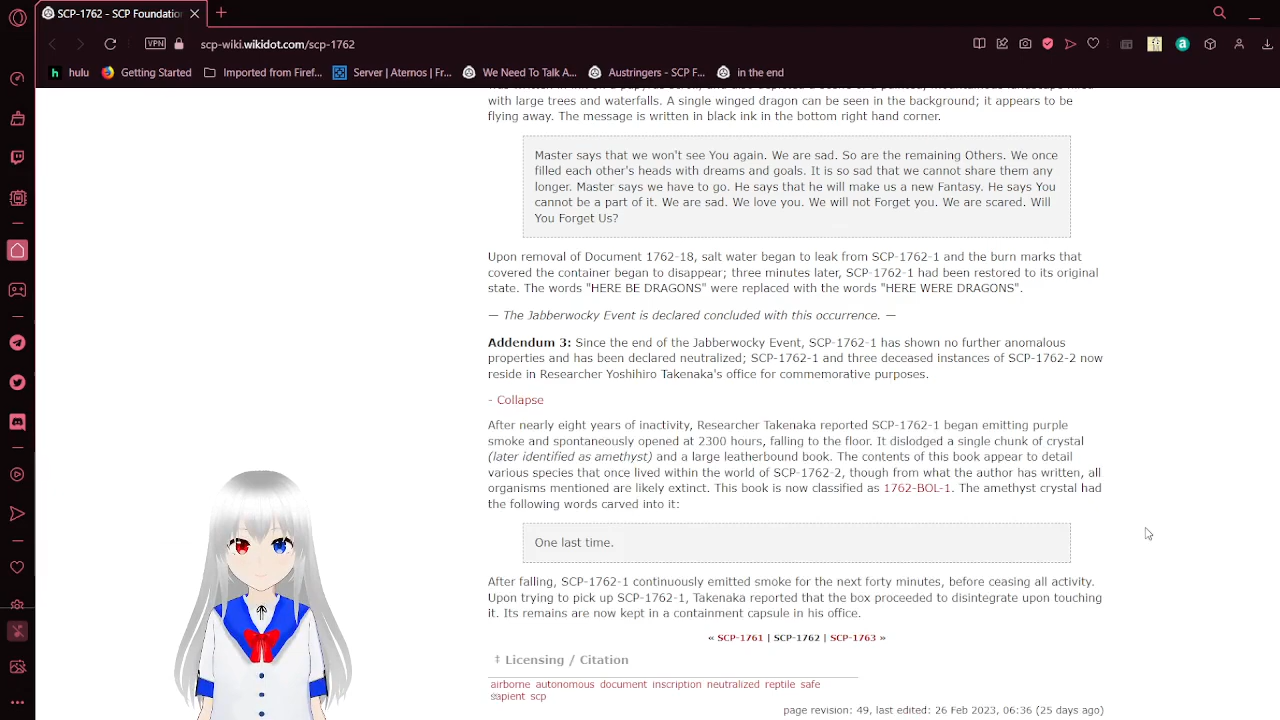 SCP-1762 - SCP Foundation
scp-wiki.wikidot.com/scp-1762
VPN
hulu
Getting Started
Imported from Firef...
Server | Aternos | Fr...
We Need To Talk A...
Austringers - SCP F...
in the end
with large trees and waterfalls. A single winged dragon can be seen in the background; it appears to be
flying away. The message is written in black ink in the bottom right hand corner.
Master says that we won't see You again. We are sad. So are the remaining Others. We once
filled each other's heads with dreams and goals. It is so sad that we cannot share them any
longer. Master says we have to go. He says that he will make us a new Fantasy. He says You
cannot be a part of it. We are sad. We love you. We will not Forget you. We are scared. Will
You Forget Us?
Upon removal of Document 1762-18, salt water began to leak from SCP-1762-1 and the burn marks that
covered the container began to disappear; three minutes later, SCP-1762-1 had been restored to its original
state. The words "HERE BE DRAGONS" were replaced with the words "HERE WERE DRAGONS".
— The Jabberwocky Event is declared concluded with this occurrence. —
Addendum 3: Since the end of the Jabberwocky Event, SCP-1762-1 has shown no further anomalous
properties and has been declared neutralized; SCP-1762-1 and three deceased instances of SCP-1762-2 now
reside in Researcher Yoshihiro Takenaka's office for commemorative purposes.
- Collapse
After nearly eight years of inactivity, Researcher Takenaka reported SCP-1762-1 began emitting purple
smoke and spontaneously opened at 2300 hours, falling to the floor. It dislodged a single chunk of crystal
(later identified as amethyst) and a large leatherbound book. The contents of this book appear to detail
various species that once lived within the world of SCP-1762-2, though from what the author has written, all
organisms mentioned are likely extinct. This book is now classified as 1762-BOL-1. The amethyst crystal had
the following words carved into it:
One last time.
After falling, SCP-1762-1 continuously emitted smoke for the next forty minutes, before ceasing all activity.
Upon trying to pick up SCP-1762-1, Takenaka reported that the box proceeded to disintegrate upon touching
it. Its remains are now kept in a containment capsule in his office.
« SCP-1761 | SCP-1762 | SCP-1763 »
‡ Licensing / Citation
airborne autonomous document inscription neutralized reptile safe
sapient scp
page revision: 49, last edited: 26 Feb 2023, 06:36 (25 days ago)